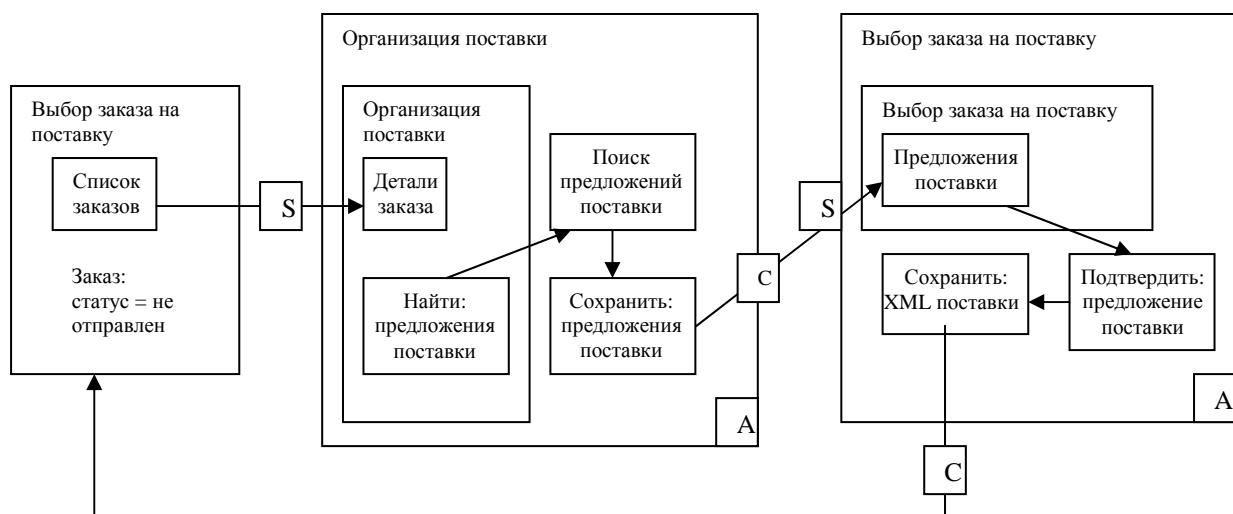 Выбор заказа на
поставку
Список
заказов
Заказ:
статус = не
отправлен
S
Организация поставки
Организация
поставки
Детали
заказа
Найти:
предложения
поставки
Поиск
предложений
поставки
Сохранить:
предложения
поставки
A
C
S
Выбор заказа на поставку
Выбор заказа на поставку
Предложения
поставки
Подтвердить:
предложение
поставки
Сохранить:
XML поставки
A
C